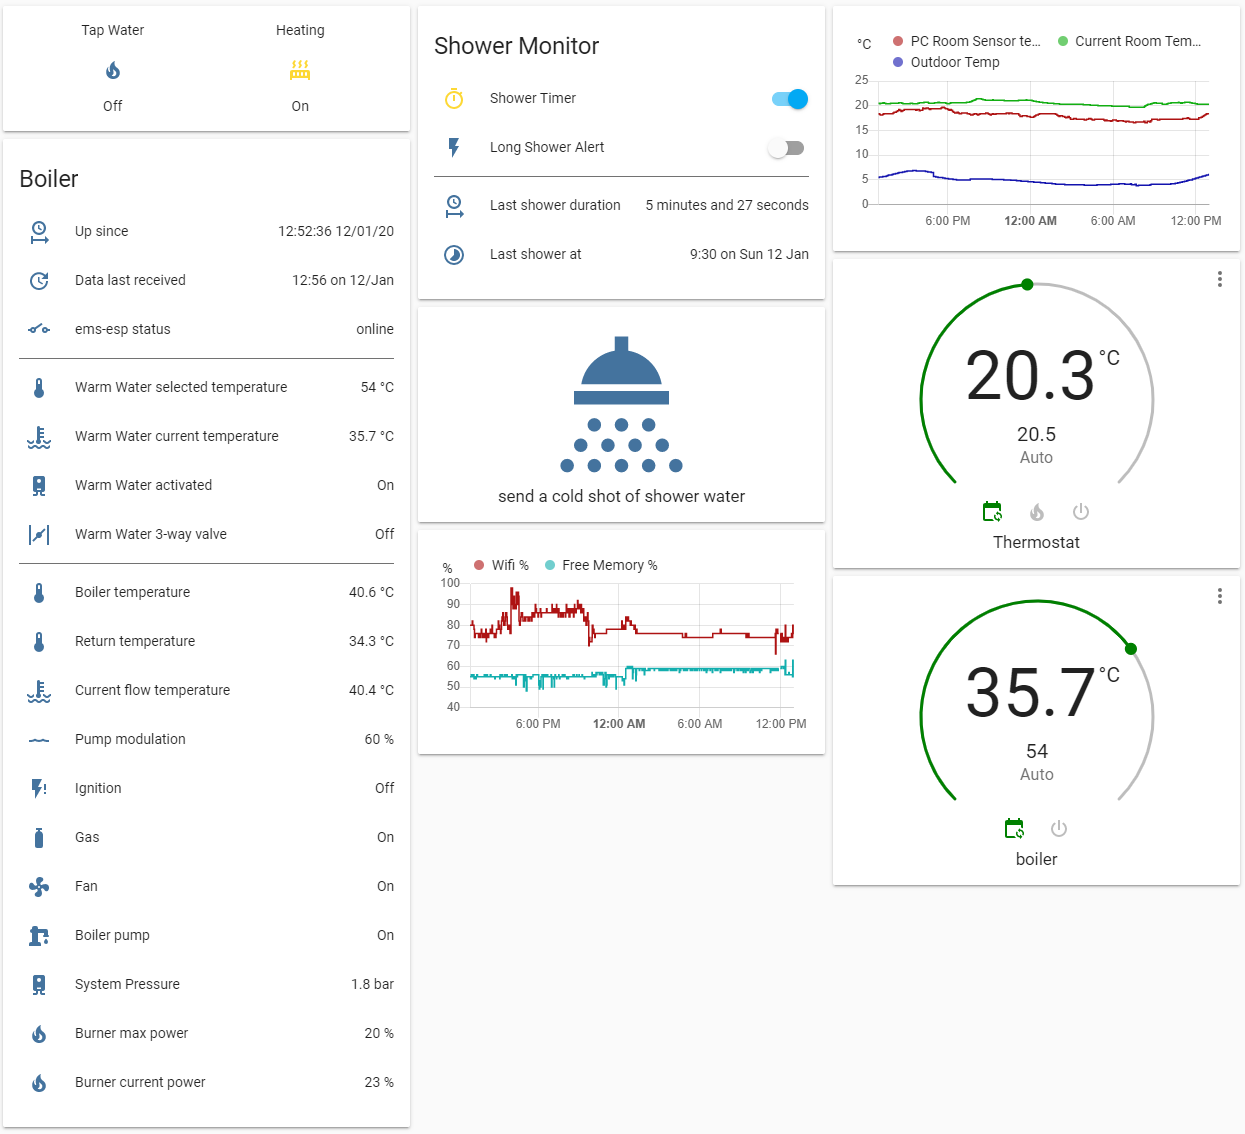 Tap Water Heating
Off On
Boiler
Up since 12:52:36 12/01/20
Data last received 12:56 on 12/Jan
ems-esp status online
Warm Water selected temperature 54 °C
Warm Water current temperature 35.7 °C
Warm Water activated On
Warm Water 3-way valve Off
Boiler temperature 40.6 °C
Return temperature 34.3 °C
Current flow temperature 40.4 °C
Pump modulation 60 %
Ignition Off
Gas On
Fan On
Boiler pump On
System Pressure 1.8 bar
Burner max power 20 %
Burner current power 23 %
Shower Monitor
Shower Timer
Long Shower Alert
Last shower duration 5 minutes and 27 seconds
Last shower at 9:30 on Sun 12 Jan
send a cold shot of shower water
% Wifi % Free Memory %
100
90
80
70
60
50
40
6:00 PM 12:00 AM 6:00 AM 12:00 PM
°C PC Room Sensor te... Current Room Tem...
Outdoor Temp
25
20
15
10
5
0
6:00 PM 12:00 AM 6:00 AM 12:00 PM
20.3 °C
20.5
Auto
Thermostat
35.7 °C
54
Auto
boiler